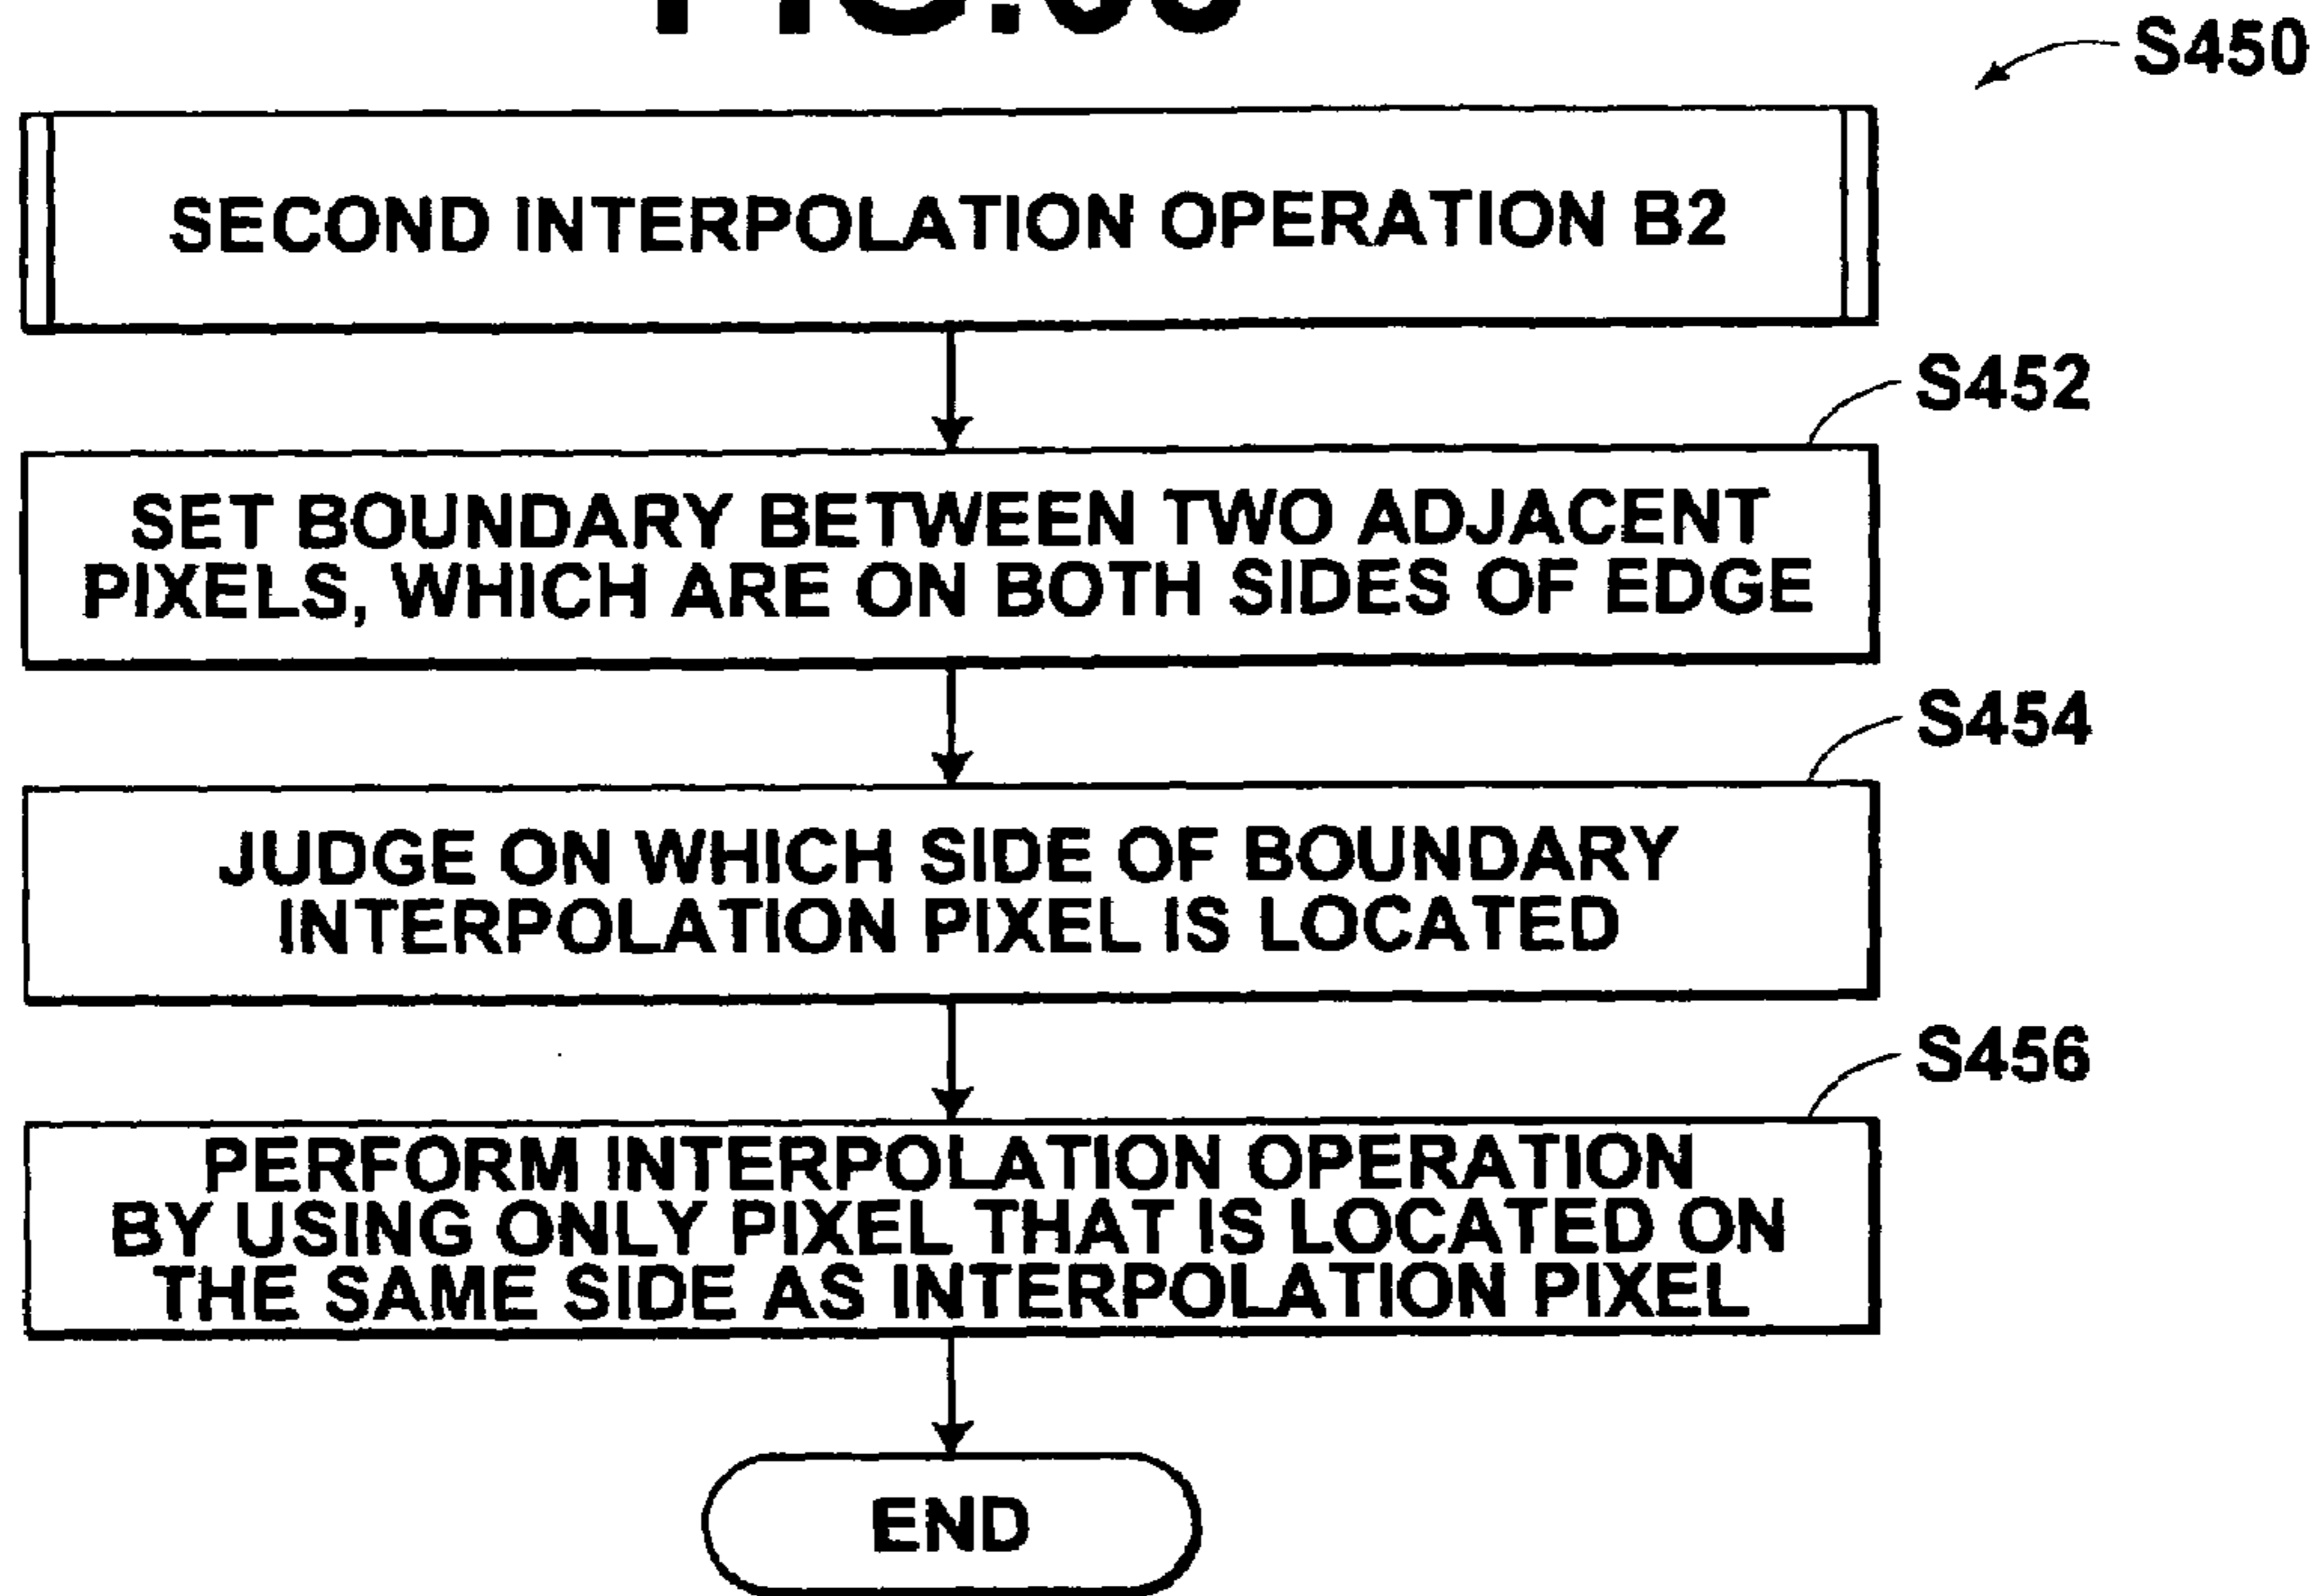 S450
SECOND INTERPOLATION OPERATION B2
S452
SET BOUNDARY BETWEEN TWO ADJACENT
PIXELS, WHICH ARE ON BOTH SIDES OF EDGE
S454
JUDGE ON WHICH SIDE OF BOUNDARY
INTERPOLATION PIXEL IS LOCATED
S456
PERFORM INTERPOLATION OPERATION
BY USING ONLY PIXEL THAT IS LOCATED ON
THE SAME SIDE AS INTERPOLATION PIXEL
END